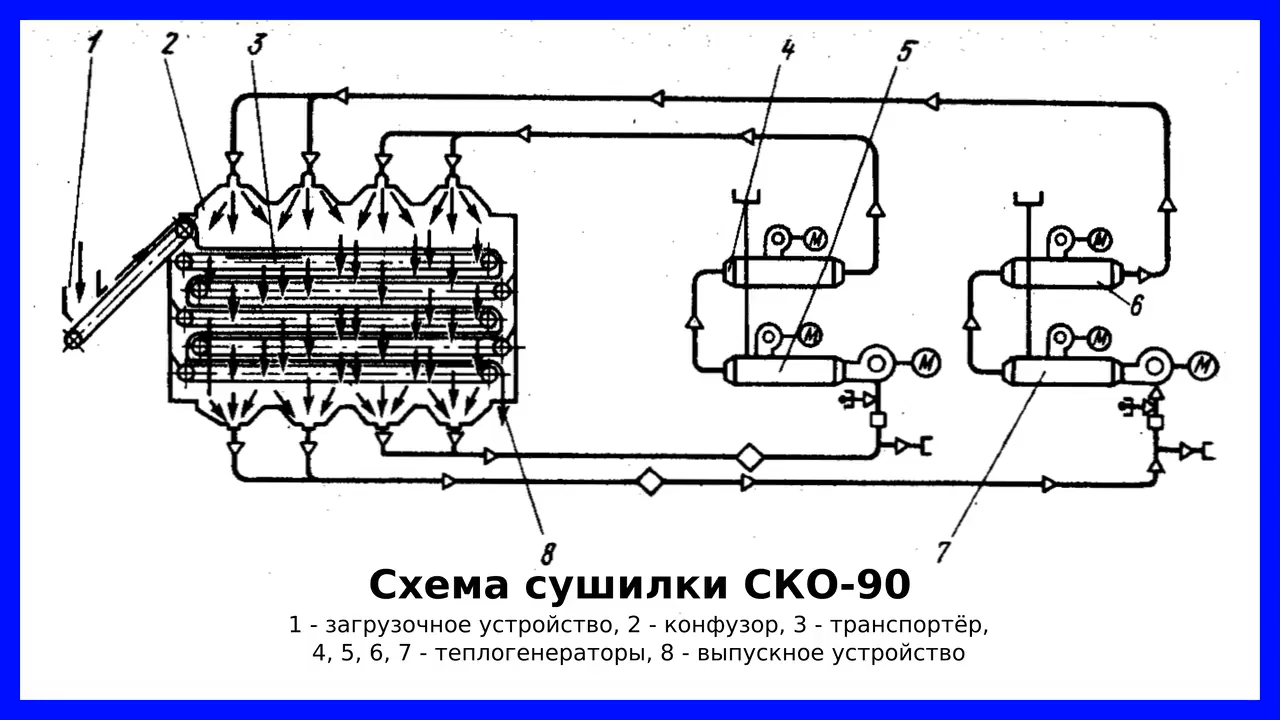 1 2 3 4 5
M M
6
M M
M M
8 7
Схема сушилки СКО-90
1 - загрузочное устройство, 2 - конфузор, 3 - транспортёр,
4, 5, 6, 7 - теплогенераторы, 8 - выпускное устройство